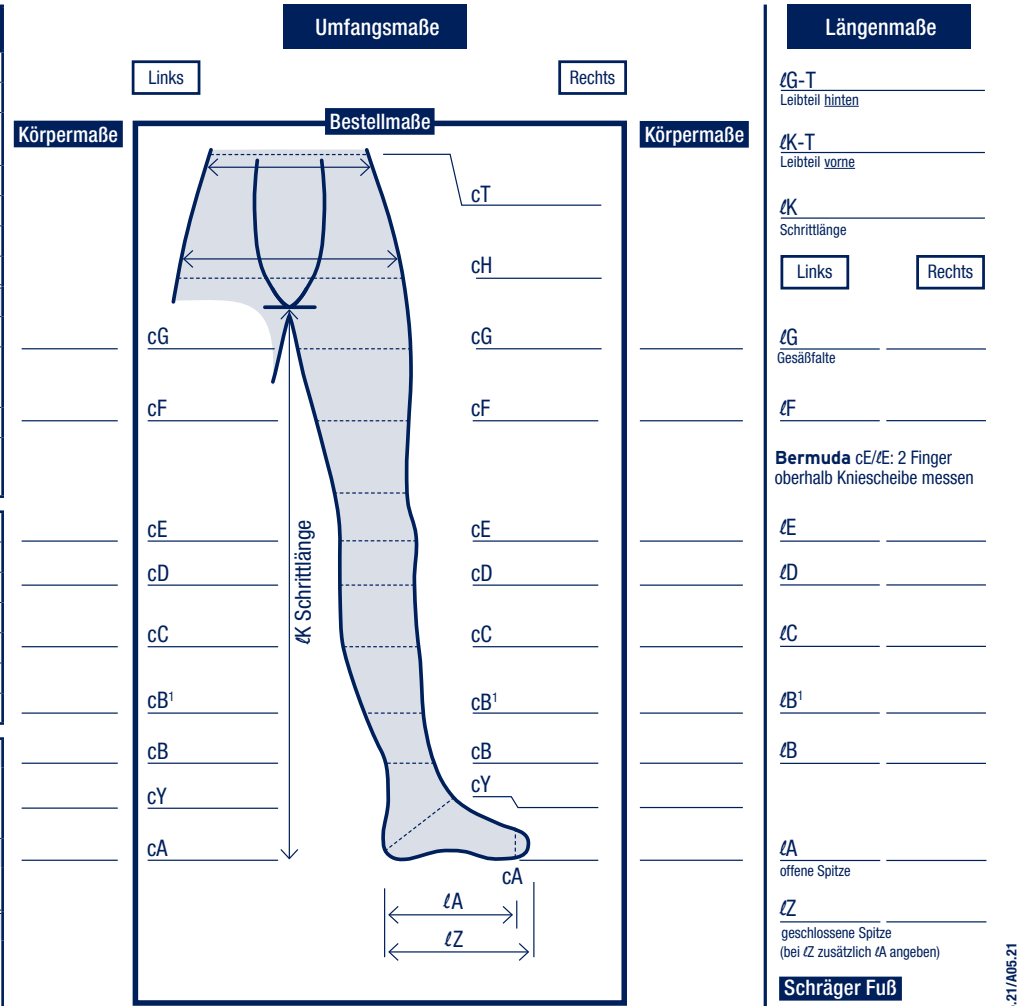 Umfangsmaße
Links
Rechts
Körpermaße
Bestellmaße
Körpermaße
cT
cH
cG
cG
cF
cF
cE
cE
cD
cD
cC
cC
cB¹
cB¹
cB
cB
cY
cY
cA
cA
ℓK Schrittlänge
ℓA
ℓZ
Längenmaße
ℓG-T
Leibteil hinten
ℓK-T
Leibteil vorne
ℓK
Schrittlänge
Links
Rechts
ℓG
Gesäßfalte
ℓF
Bermuda cE/ℓE: 2 Finger
oberhalb Kniescheibe messen
ℓE
ℓD
ℓC
ℓB¹
ℓB
ℓA
offene Spitze
ℓZ
geschlossene Spitze
(bei ℓZ zusätzlich ℓA angeben)
Schräger Fuß
.21/A05.21